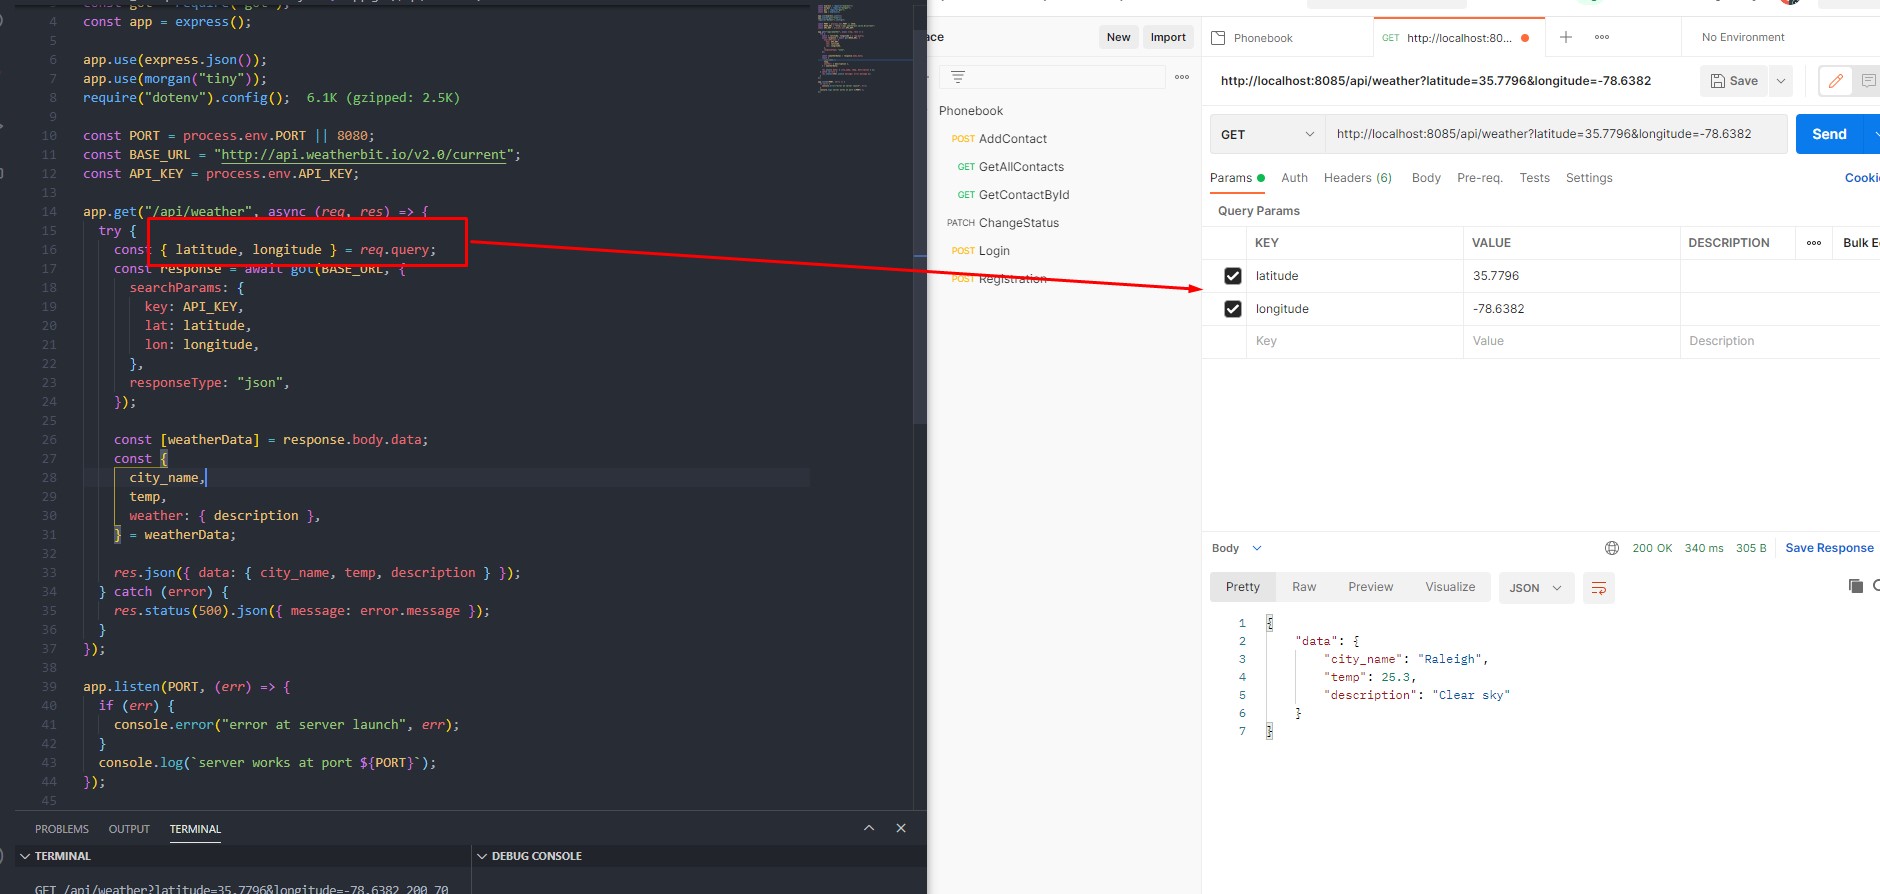 4 const app = express();
5
6 app.use(express.json());
7 app.use(morgan("tiny"));
8 require("dotenv").config(); 6.1K (gzipped: 2.5K)
9
10 const PORT = process.env.PORT || 8080;
11 const BASE_URL = "http://api.weatherbit.io/v2.0/current";
12 const API_KEY = process.env.API_KEY;
13
14 app.get("/api/weather", async (req, res) => {
15 try {
16 const { latitude, longitude } = req.query;
17 const response = await got(BASE_URL, {
18 searchParams: {
19 key: API_KEY,
20 lat: latitude,
21 lon: longitude,
22 },
23 responseType: "json",
24 });
25
26 const [weatherData] = response.body.data;
27 const {
28 city_name,
29 temp,
30 weather: { description },
31 } = weatherData;
32
33 res.json({ data: { city_name, temp, description } });
34 } catch (error) {
35 res.status(500).json({ message: error.message });
36 }
37 });
38
39 app.listen(PORT, (err) => {
40 if (err) {
41 console.error("error at server launch", err);
42 }
43 console.log(`server works at port ${PORT}`);
44 });
45
PROBLEMS OUTPUT TERMINAL
TERMINAL
DEBUG CONSOLE
GET /api/weather?latitude=35.7796&longitude=-78.6382 200 70
ace New Import
Phonebook
POST AddContact
GET GetAllContacts
GET GetContactById
PATCH ChangeStatus
POST Login
POST Registration
Phonebook
GET http://localhost:80...
No Environment
http://localhost:8085/api/weather?latitude=35.7796&longitude=-78.6382
Save
GET http://localhost:8085/api/weather?latitude=35.7796&longitude=-78.6382 Send
Params Auth Headers (6) Body Pre-req. Tests Settings Cooki
Query Params
KEY VALUE DESCRIPTION Bulk E
latitude 35.7796
longitude -78.6382
Key Value Description
Body 200 OK 340 ms 305 B Save Response
Pretty Raw Preview Visualize JSON
1 {
2 "data": {
3 "city_name": "Raleigh",
4 "temp": 25.3,
5 "description": "Clear sky"
6 }
7 }